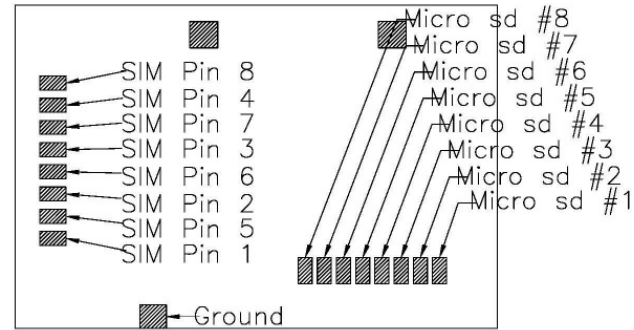 Micro sd #8
Micro sd #7
Micro sd #6
Micro sd #5
Micro sd #4
Micro sd #3
Micro sd #2
Micro sd #1
SIM Pin 8
SIM Pin 4
SIM Pin 7
SIM Pin 3
SIM Pin 6
SIM Pin 2
SIM Pin 5
SIM Pin 1
Ground